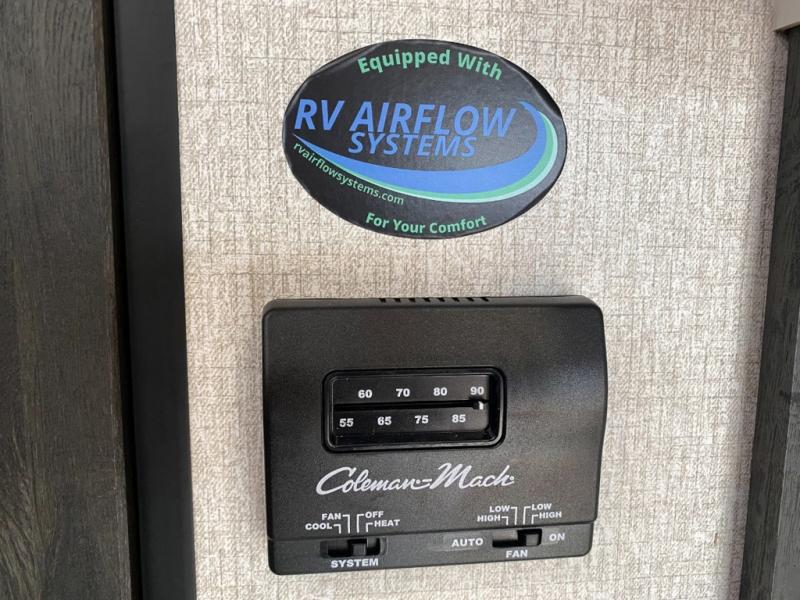 Equipped With
RV AIRFLOW
SYSTEMS
rvairflowsystems.com
For Your Comfort
60 70 80 90
55 65 75 85
Coleman-Mach
FAN OFF
COOL HEAT
SYSTEM
LOW LOW
HIGH HIGH
AUTO ON
FAN